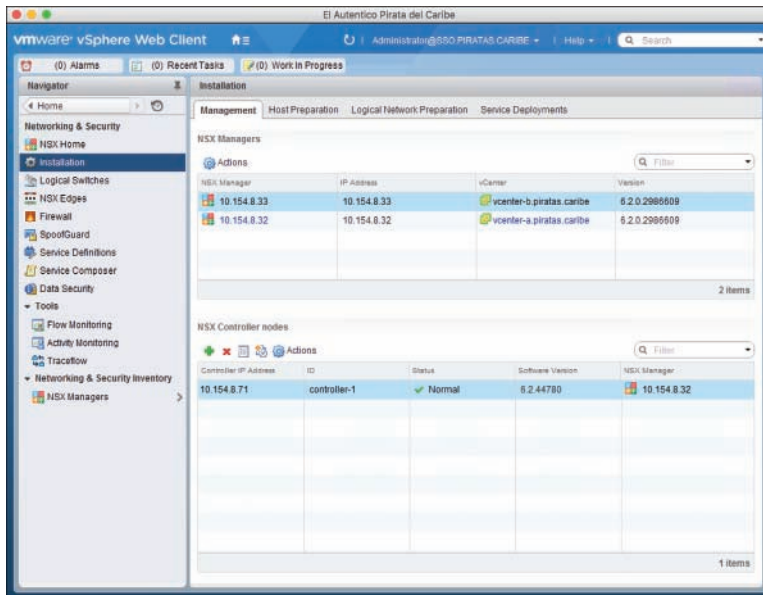 El Autentico Pirata del Caribe
vmware® vSphere Web Client
Administrator@SSO.PIRATAS.CARIBE
Help
Search
(0) Alarms
(0) Recent Tasks
(0) Work In Progress
Navigator
Installation
Home
Management
Host Preparation
Logical Network Preparation
Service Deployments
Networking & Security
NSX Home
Installation
Logical Switches
NSX Edges
Firewall
SpoofGuard
Service Definitions
Service Composer
Data Security
Tools
Flow Monitoring
Activity Monitoring
Traceflow
Networking & Security Inventory
NSX Managers
NSX Managers
Actions
Filter
NSX Manager IP Address vCenter Version
10.154.8.33 10.154.8.33 vcenter-b.piratas.caribe 6.2.0.2986609
10.154.8.32 10.154.8.32 vcenter-a.piratas.caribe 6.2.0.2986609
2 items
NSX Controller nodes
Actions
Filter
Controller IP Address ID Status Software Version NSX Manager
10.154.8.71 controller-1 Normal 6.2.44780 10.154.8.32
1 items